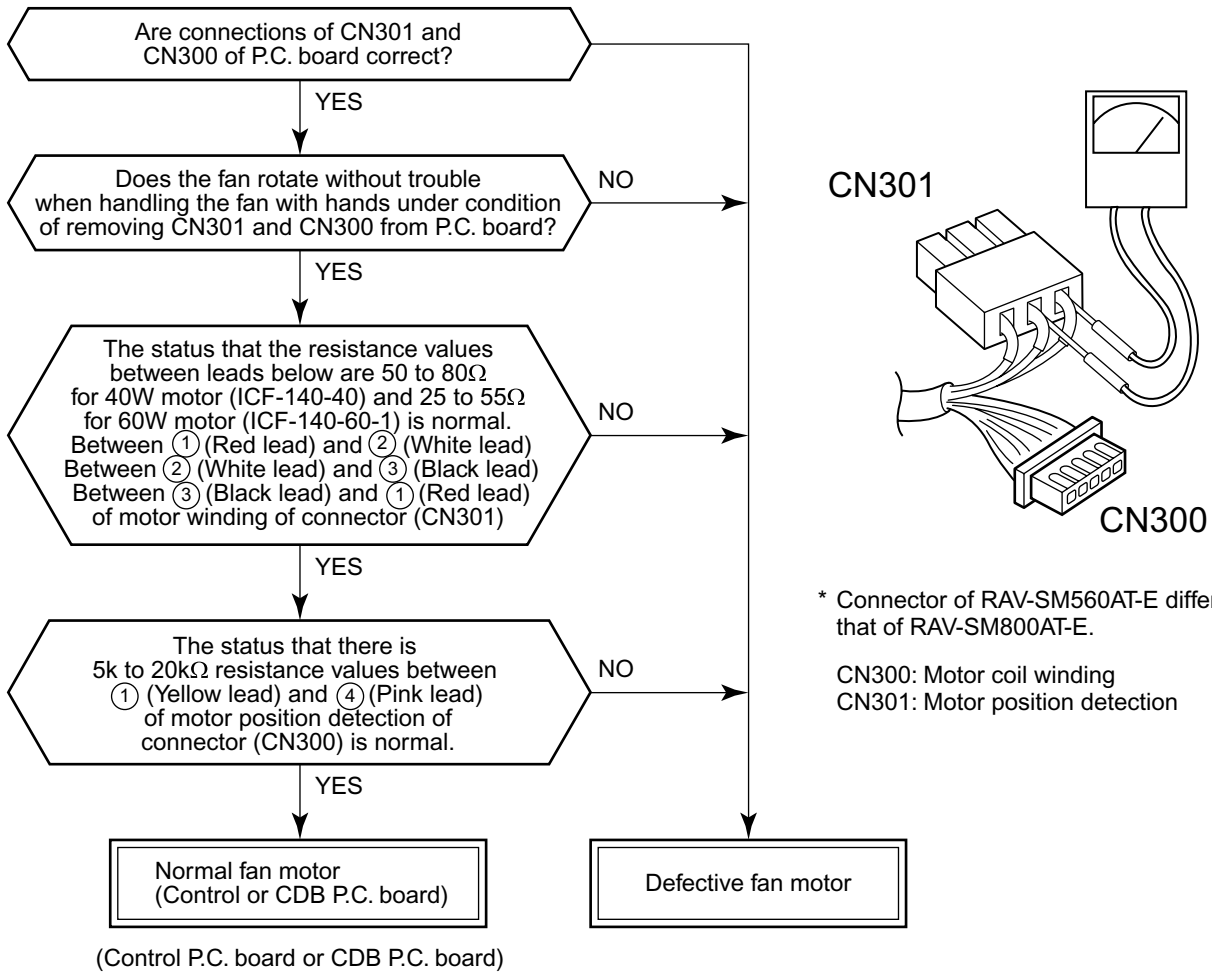 Are connections of CN301 and
CN300 of P.C. board correct?
YES
Does the fan rotate without trouble
when handling the fan with hands under condition
of removing CN301 and CN300 from P.C. board?
NO
YES
The status that the resistance values
between leads below are 50 to 80Ω
for 40W motor (ICF-140-40) and 25 to 55Ω
for 60W motor (ICF-140-60-1) is normal.
Between ① (Red lead) and ② (White lead)
Between ② (White lead) and ③ (Black lead)
Between ③ (Black lead) and ① (Red lead)
of motor winding of connector (CN301)
NO
YES
The status that there is
5k to 20kΩ resistance values between
① (Yellow lead) and ④ (Pink lead)
of motor position detection of
connector (CN300) is normal.
NO
YES
Normal fan motor
(Control or CDB P.C. board)
(Control P.C. board or CDB P.C. board)
Defective fan motor
CN301
CN300
* Connector of RAV-SM560AT-E differ
that of RAV-SM800AT-E.
CN300: Motor coil winding
CN301: Motor position detection